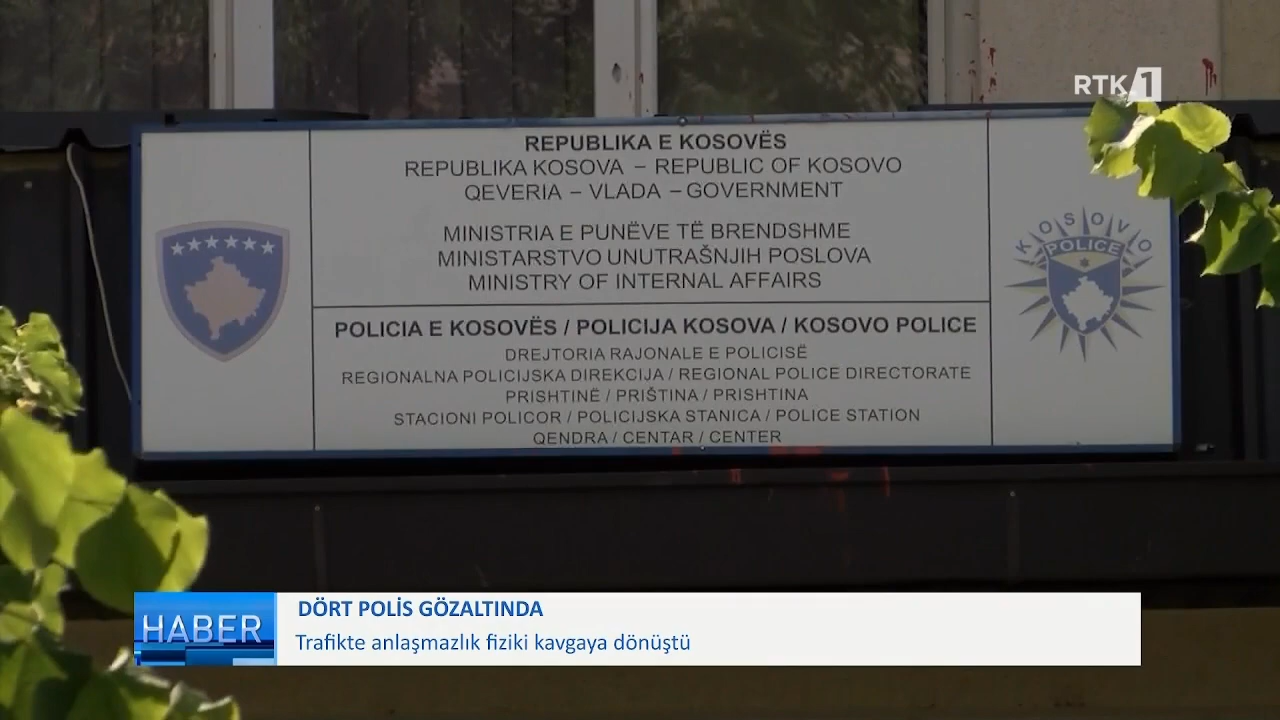 RTK 1
REPUBLIKA E KOSOVËS
REPUBLIKA KOSOVA – REPUBLIC OF KOSOVO
QEVERIA – VLADA – GOVERNMENT
MINISTRIA E PUNËVE TË BRENDSHME
MINISTARSTVO UNUTRAŠNJIH POSLOVA
MINISTRY OF INTERNAL AFFAIRS
KOSOVO
POLICE
POLICIA E KOSOVËS / POLICIJA KOSOVA / KOSOVO POLICE
DREJTORIA RAJONALE E POLICISË
REGIONALNA POLICIJSKA DIREKCIJA / REGIONAL POLICE DIRECTORATE
PRISHTINË / PRIŠTINA / PRISHTINA
STACIONI POLICOR / POLICIJSKA STANICA / POLICE STATION
QENDRA / CENTAR / CENTER
HABER
DÖRT POLİS GÖZALTINDA
Trafikte anlaşmazlık fiziki kavgaya dönüştü